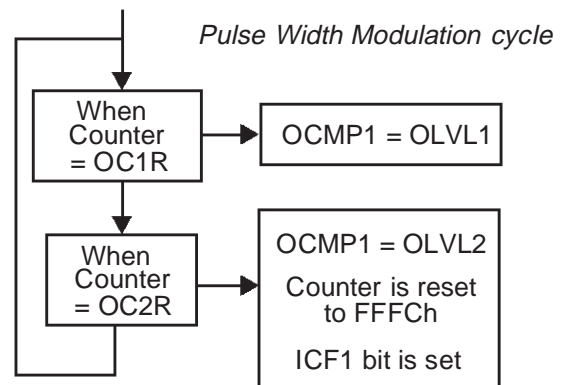 Pulse Width Modulation cycle
When
Counter
= OC1R
OCMP1 = OLVL1
When
Counter
= OC2R
OCMP1 = OLVL2
Counter is reset
to FFFCh
ICF1 bit is set